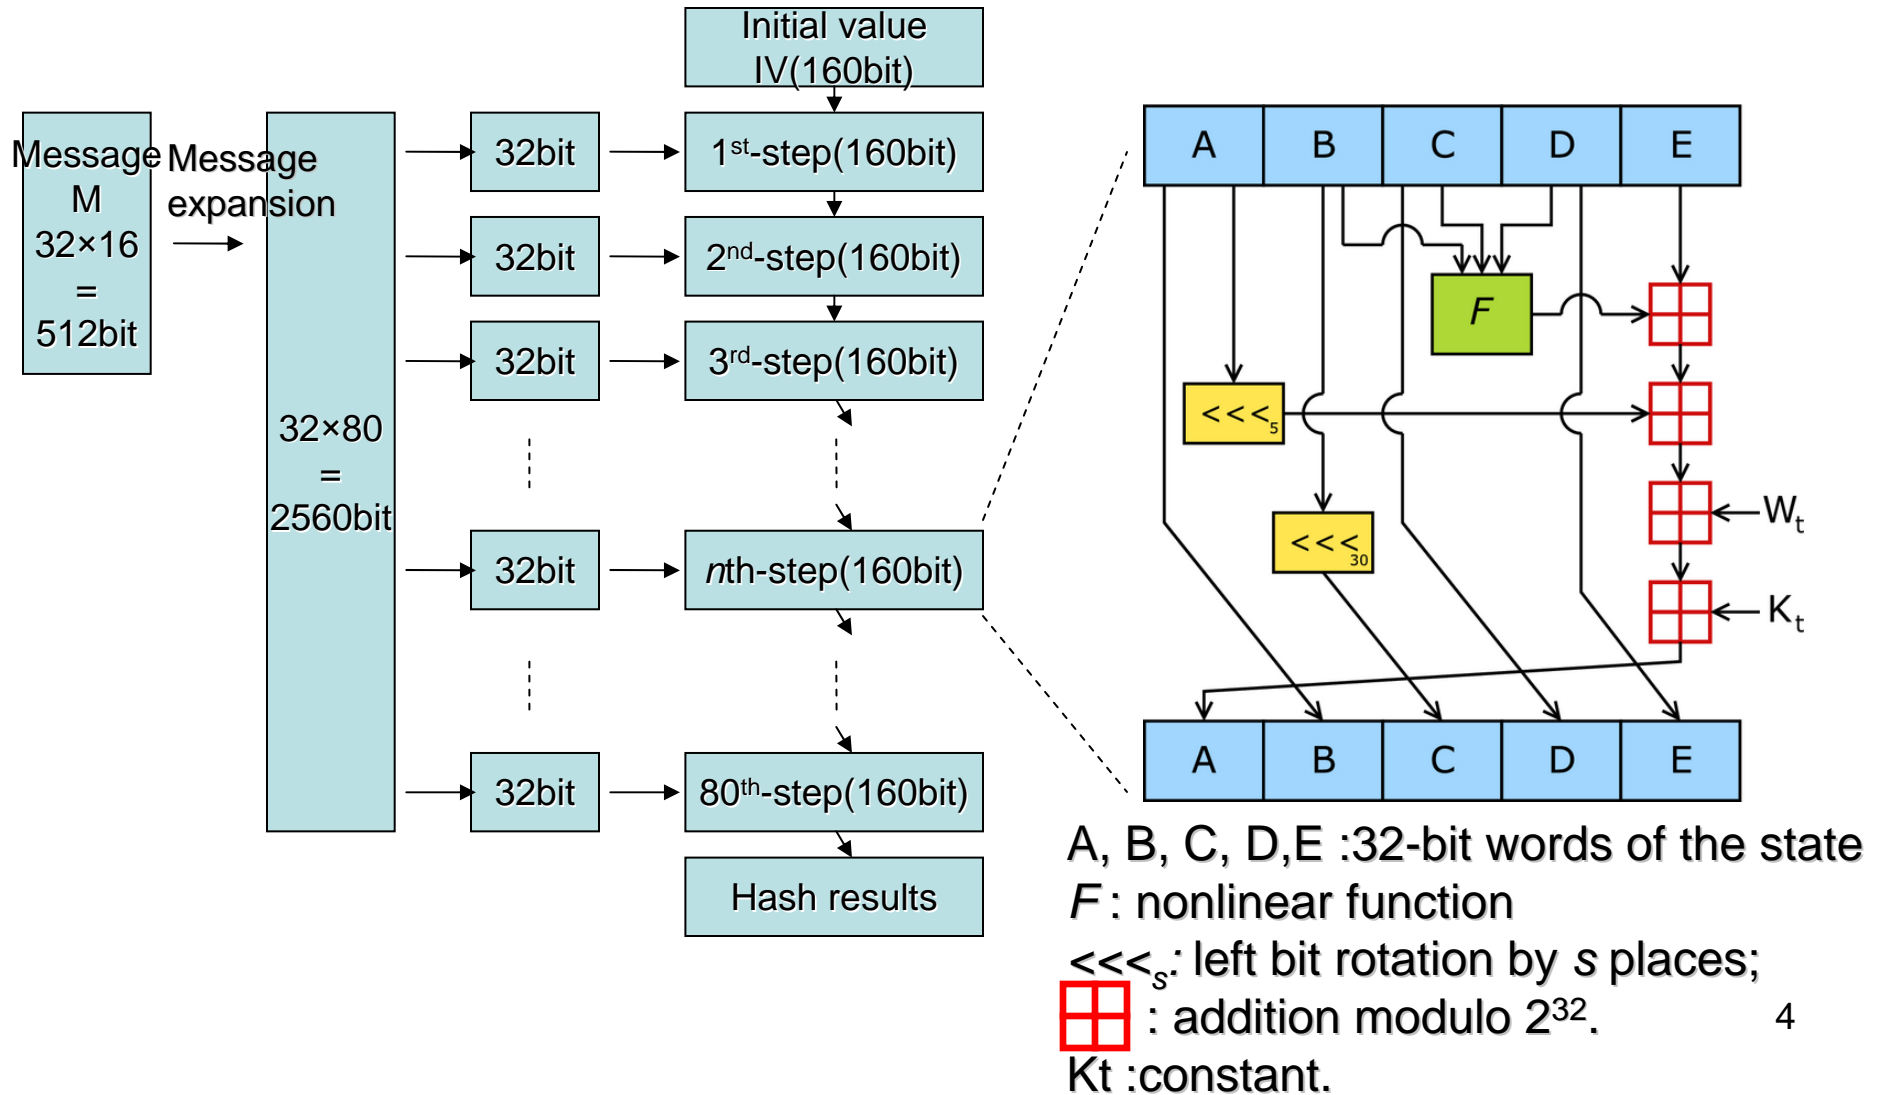 Initial value
IV(160bit)
Message
M
32×16
=
512bit
Message
expansion
32×80
=
2560bit
32bit
1st-step(160bit)
32bit
2nd-step(160bit)
32bit
3rd-step(160bit)
32bit
nth-step(160bit)
32bit
80th-step(160bit)
Hash results
A B C D E
F
<<<5
<<<30
Wt
Kt
A B C D E
A, B, C, D,E :32-bit words of the state
F : nonlinear function
<<<s: left bit rotation by s places;
: addition modulo 2^32.
Kt :constant.
4